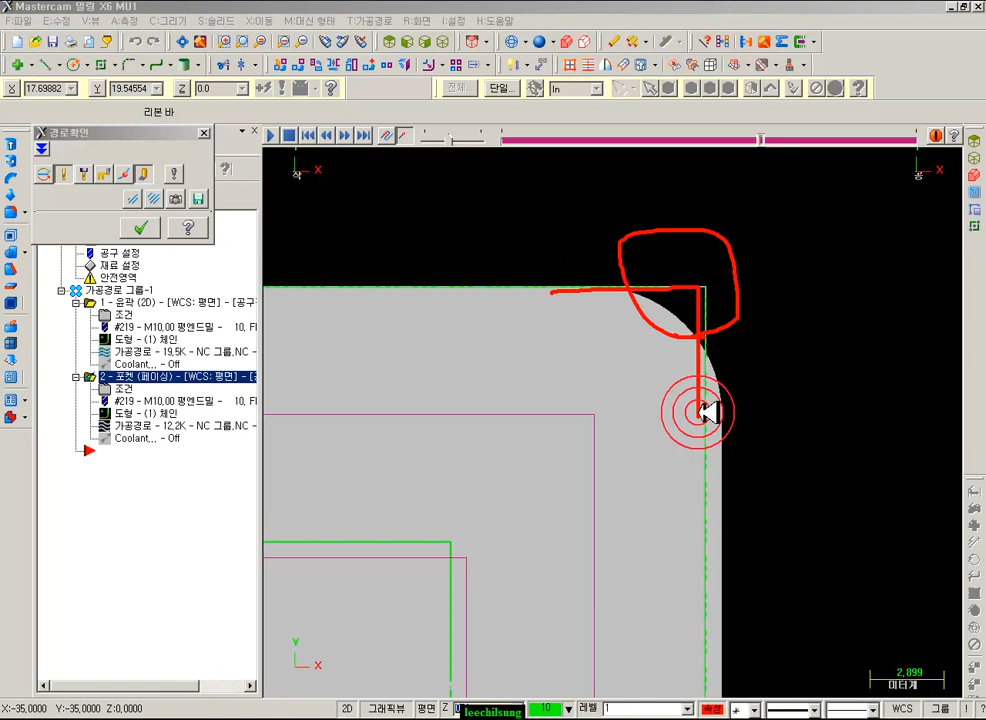 Mastercam 밀링 X6 MU1
F:파일 E:수정 V:뷰 A:측정 C:그리기 S:솔리드 X:이동 M:머신 형태 T:가공경로 R:화면 I:설정 H:도움말
X 17.69882 Y 19.54554 Z 0.0 전체... 단일... In
리본 바
경로확인
X X
공구 설정
재료 설정
안전영역
가공경로 그룹-1
1 - 윤곽 (2D) - [WCS: 평면] - [공구
조건
#219 - M10,00 평엔드밀 - 10, Fl
도형 - (1) 체인
가공경로 - 19,5K - NC 그룹,NC
Coolant... - Off
2 - 포켓 (페이싱) - [WCS: 평면] - [
조건
#219 - M10,00 평엔드밀 - 10, Fl
도형 - (1) 체인
가공경로 - 12,2K - NC 그룹,NC
Coolant... - Off
Y
X
2,899
미터계
X:-35,0000 Y:-35,0000 Z:0,0000 2D 그래픽뷰 평면 Z 10 레벨 1 속성 WCS 그룹 ! ?
leechilsung